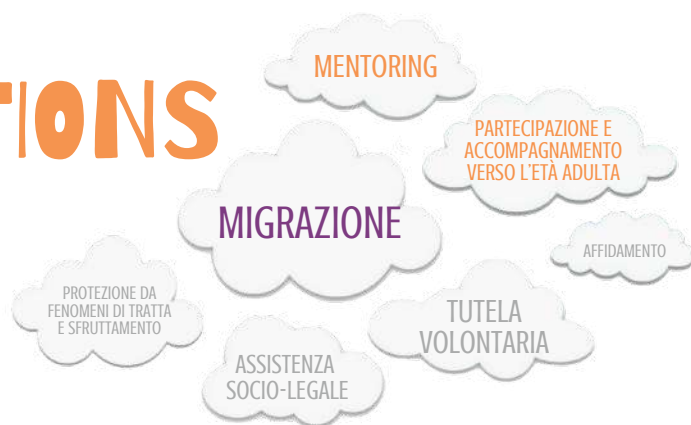 TIONS
MENTORING
PARTECIPAZIONE E
ACCOMPAGNAMENTO
VERSO L'ETÀ ADULTA
MIGRAZIONE
AFFIDAMENTO
PROTEZIONE DA
FENOMENI DI TRATTA
E SFRUTTAMENTO
TUTELA
VOLONTARIA
ASSISTENZA
SOCIO-LEGALE